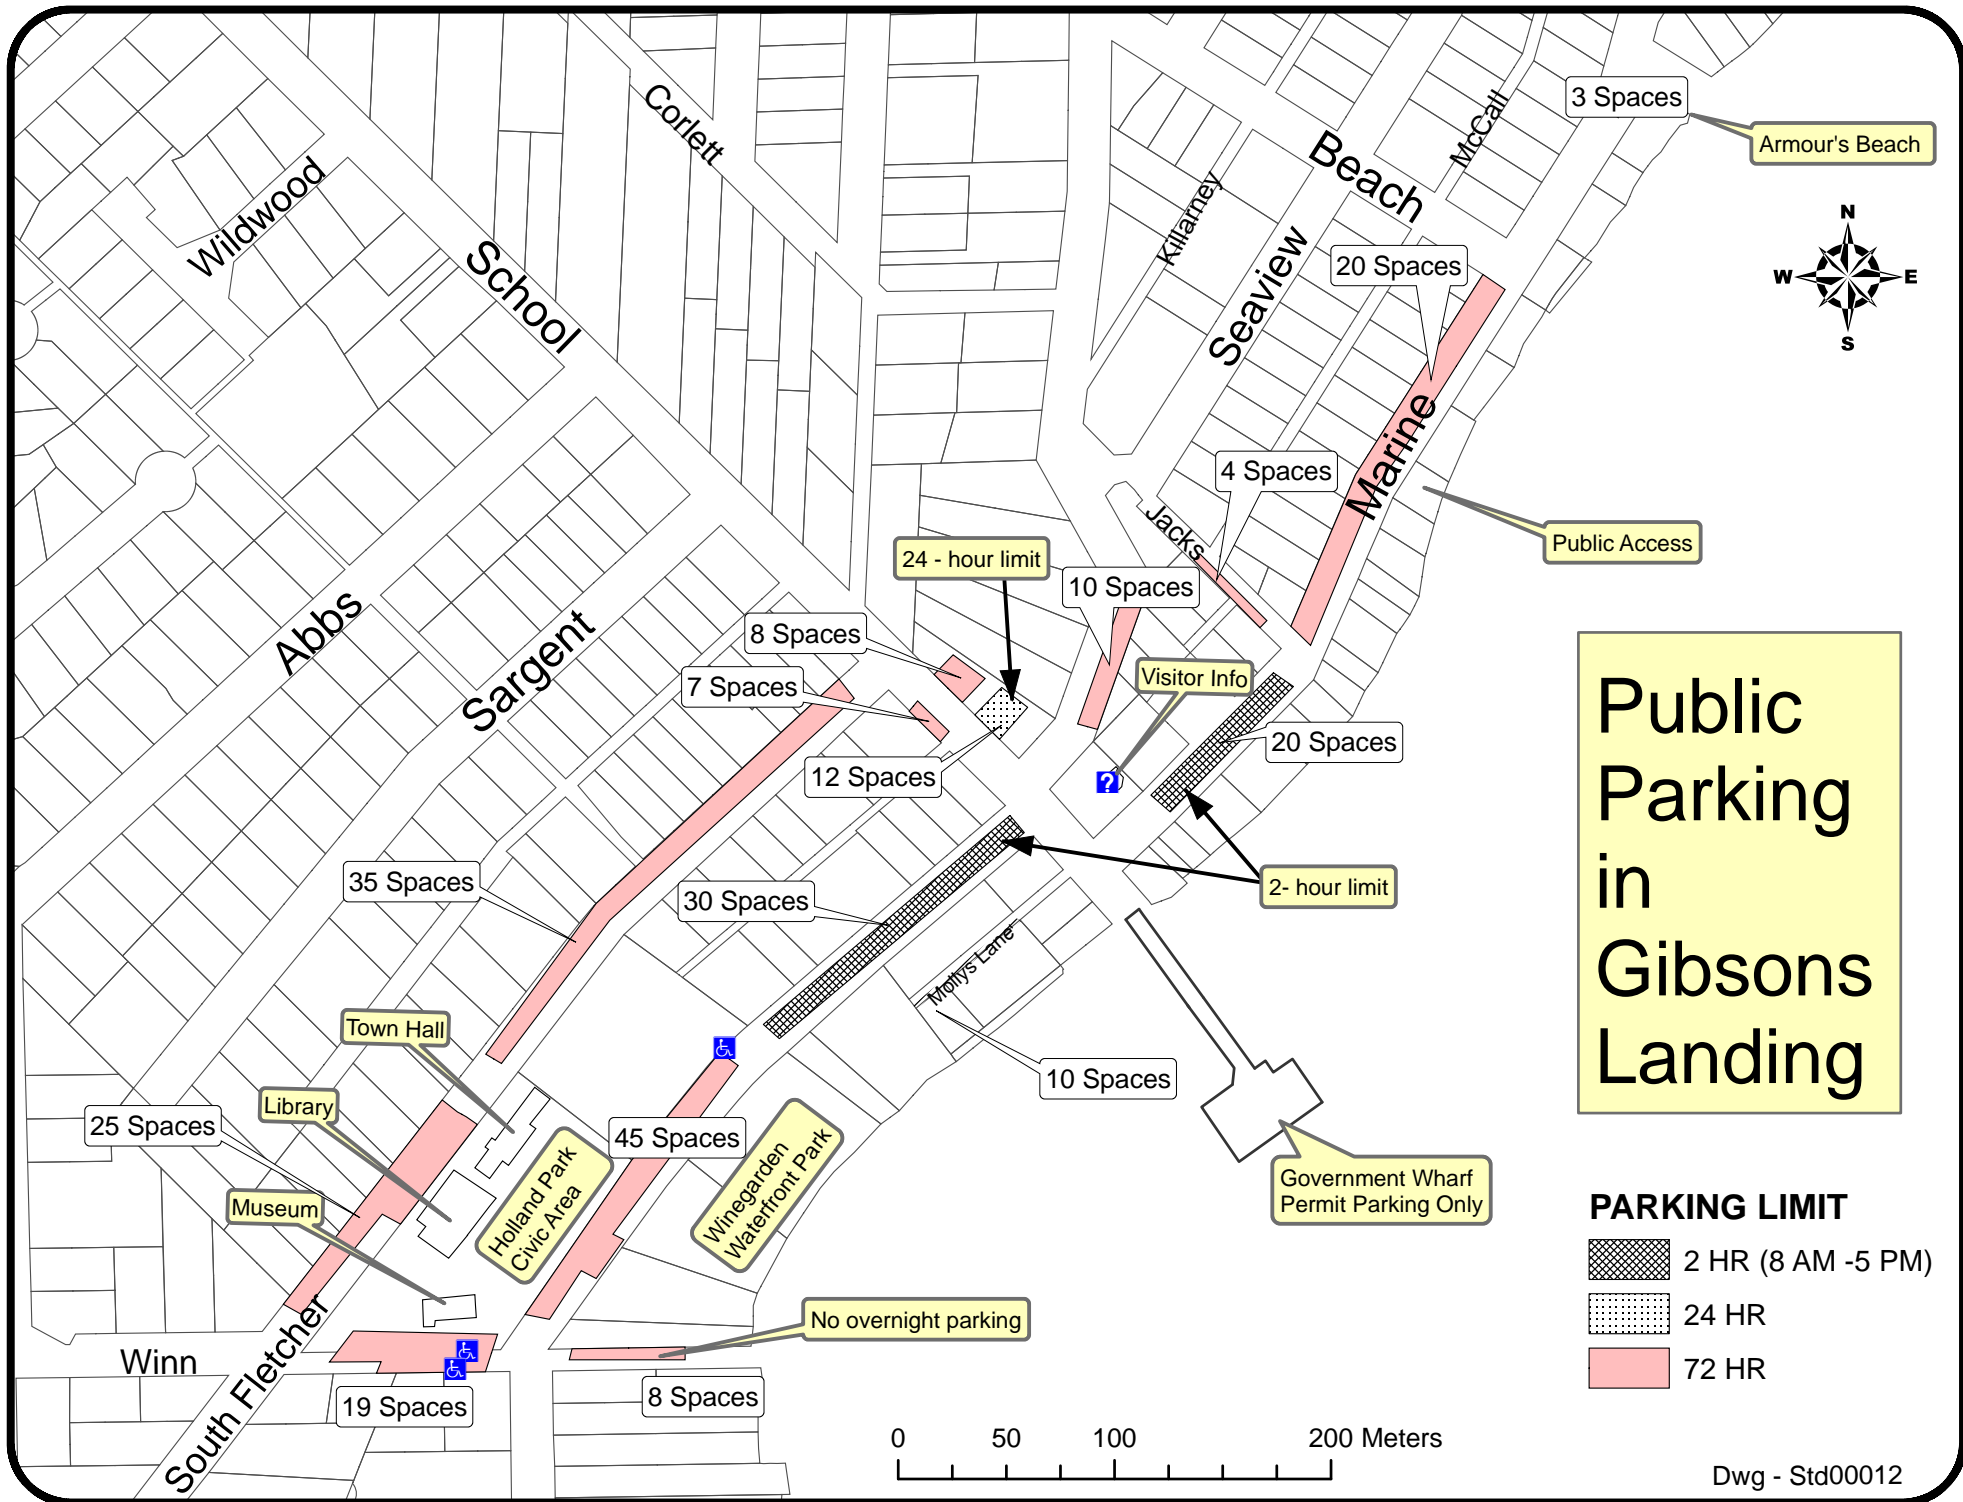 3 Spaces
Armour's Beach
Corlett
McCall
Beach
Wildwood
Killarney
N
W
E
S
School
Seaview
20 Spaces
Marine
4 Spaces
Jacks
Public Access
24 - hour limit
10 Spaces
Abbs
Sargent
8 Spaces
7 Spaces
Visitor Info
?
12 Spaces
20 Spaces
Public
Parking
in
Gibsons
Landing
35 Spaces
30 Spaces
2- hour limit
Mollys Lane
Town Hall
10 Spaces
Library
25 Spaces
45 Spaces
Holland Park
Civic Area
Winegarden
Waterfront Park
Government Wharf
Permit Parking Only
Museum
No overnight parking
Winn
South Fletcher
19 Spaces
8 Spaces
PARKING LIMIT
2 HR (8 AM -5 PM)
24 HR
72 HR
0 50 100 200 Meters
Dwg - Std00012